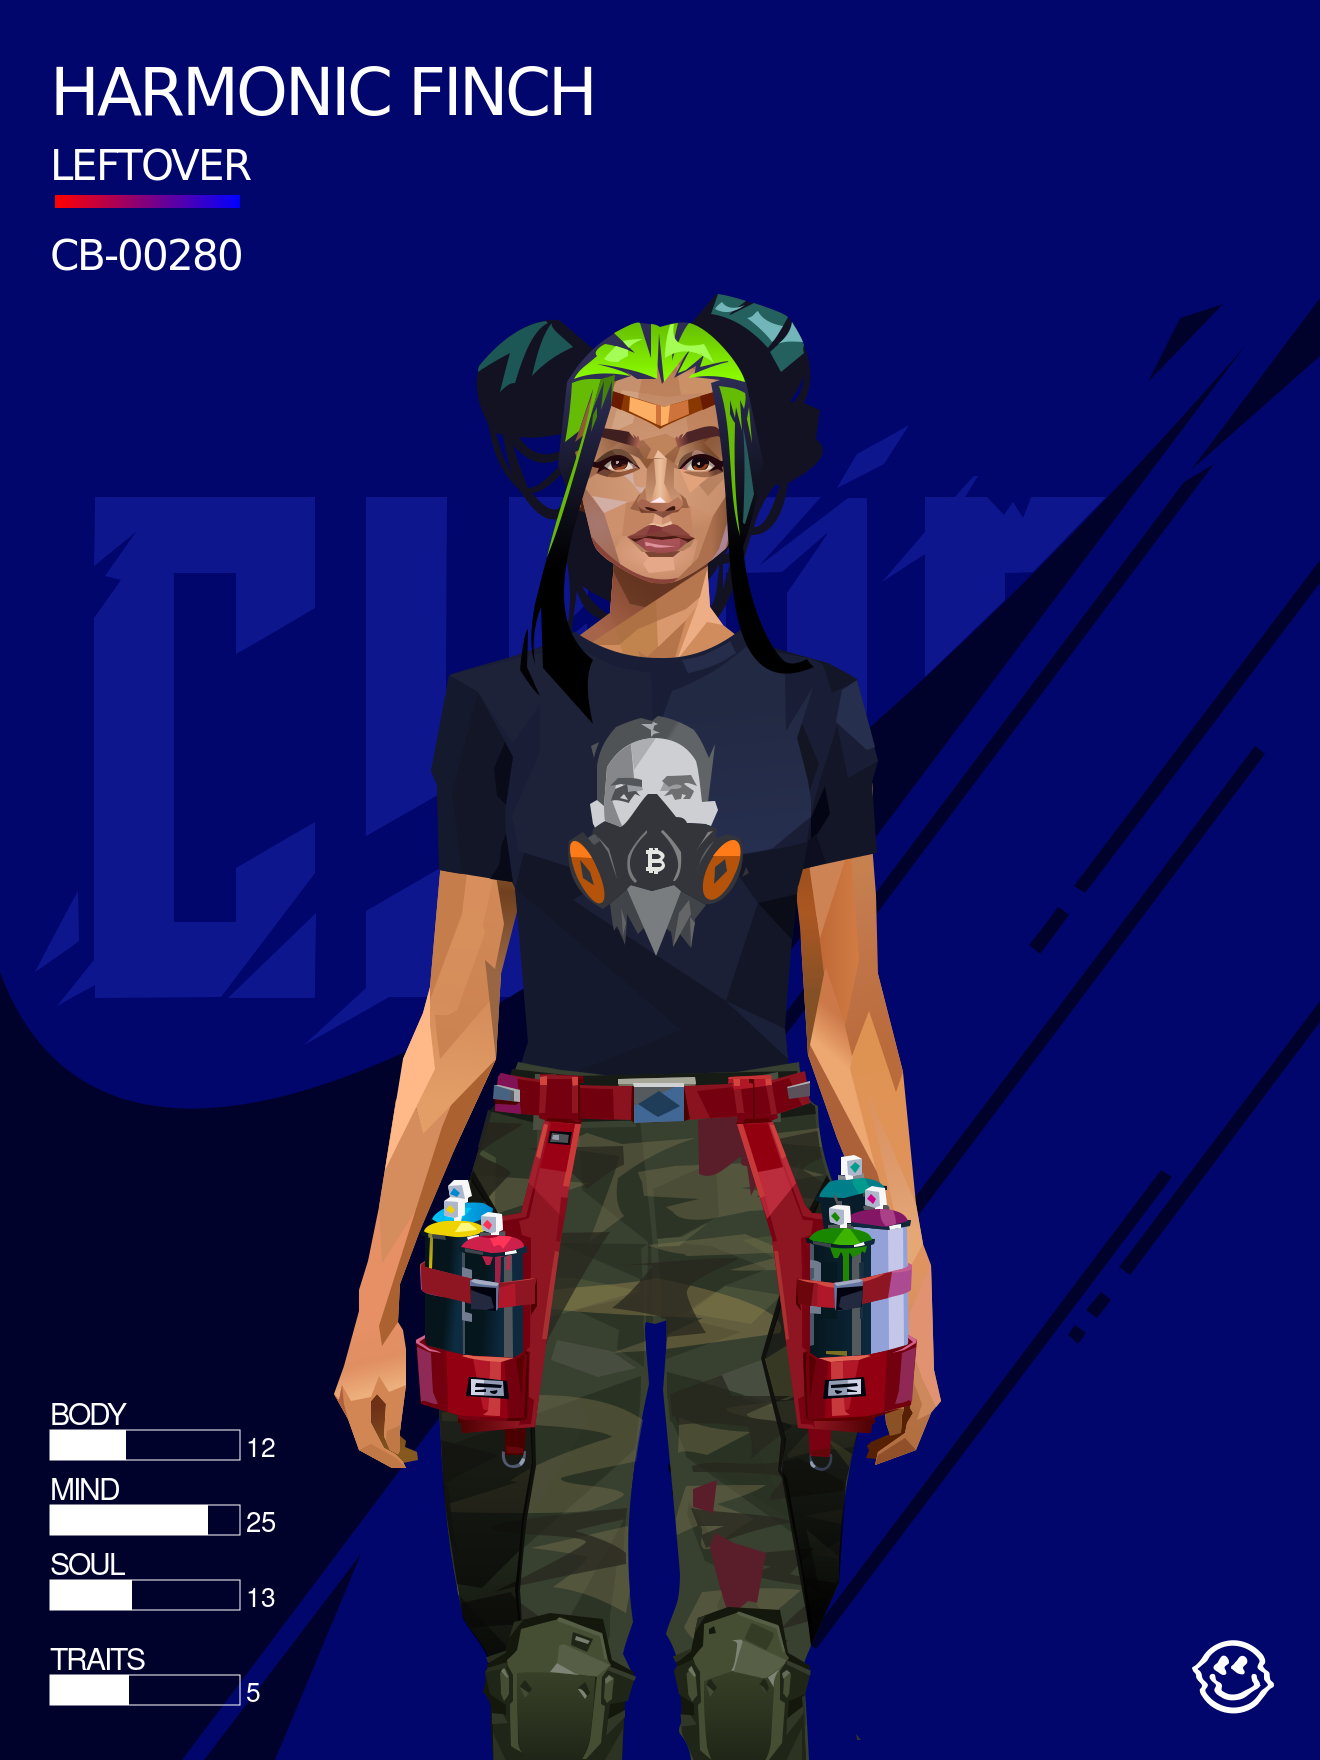 HARMONIC FINCH
LEFTOVER
CB-00280
BODY
12
MIND
25
SOUL
13
TRAITS
5